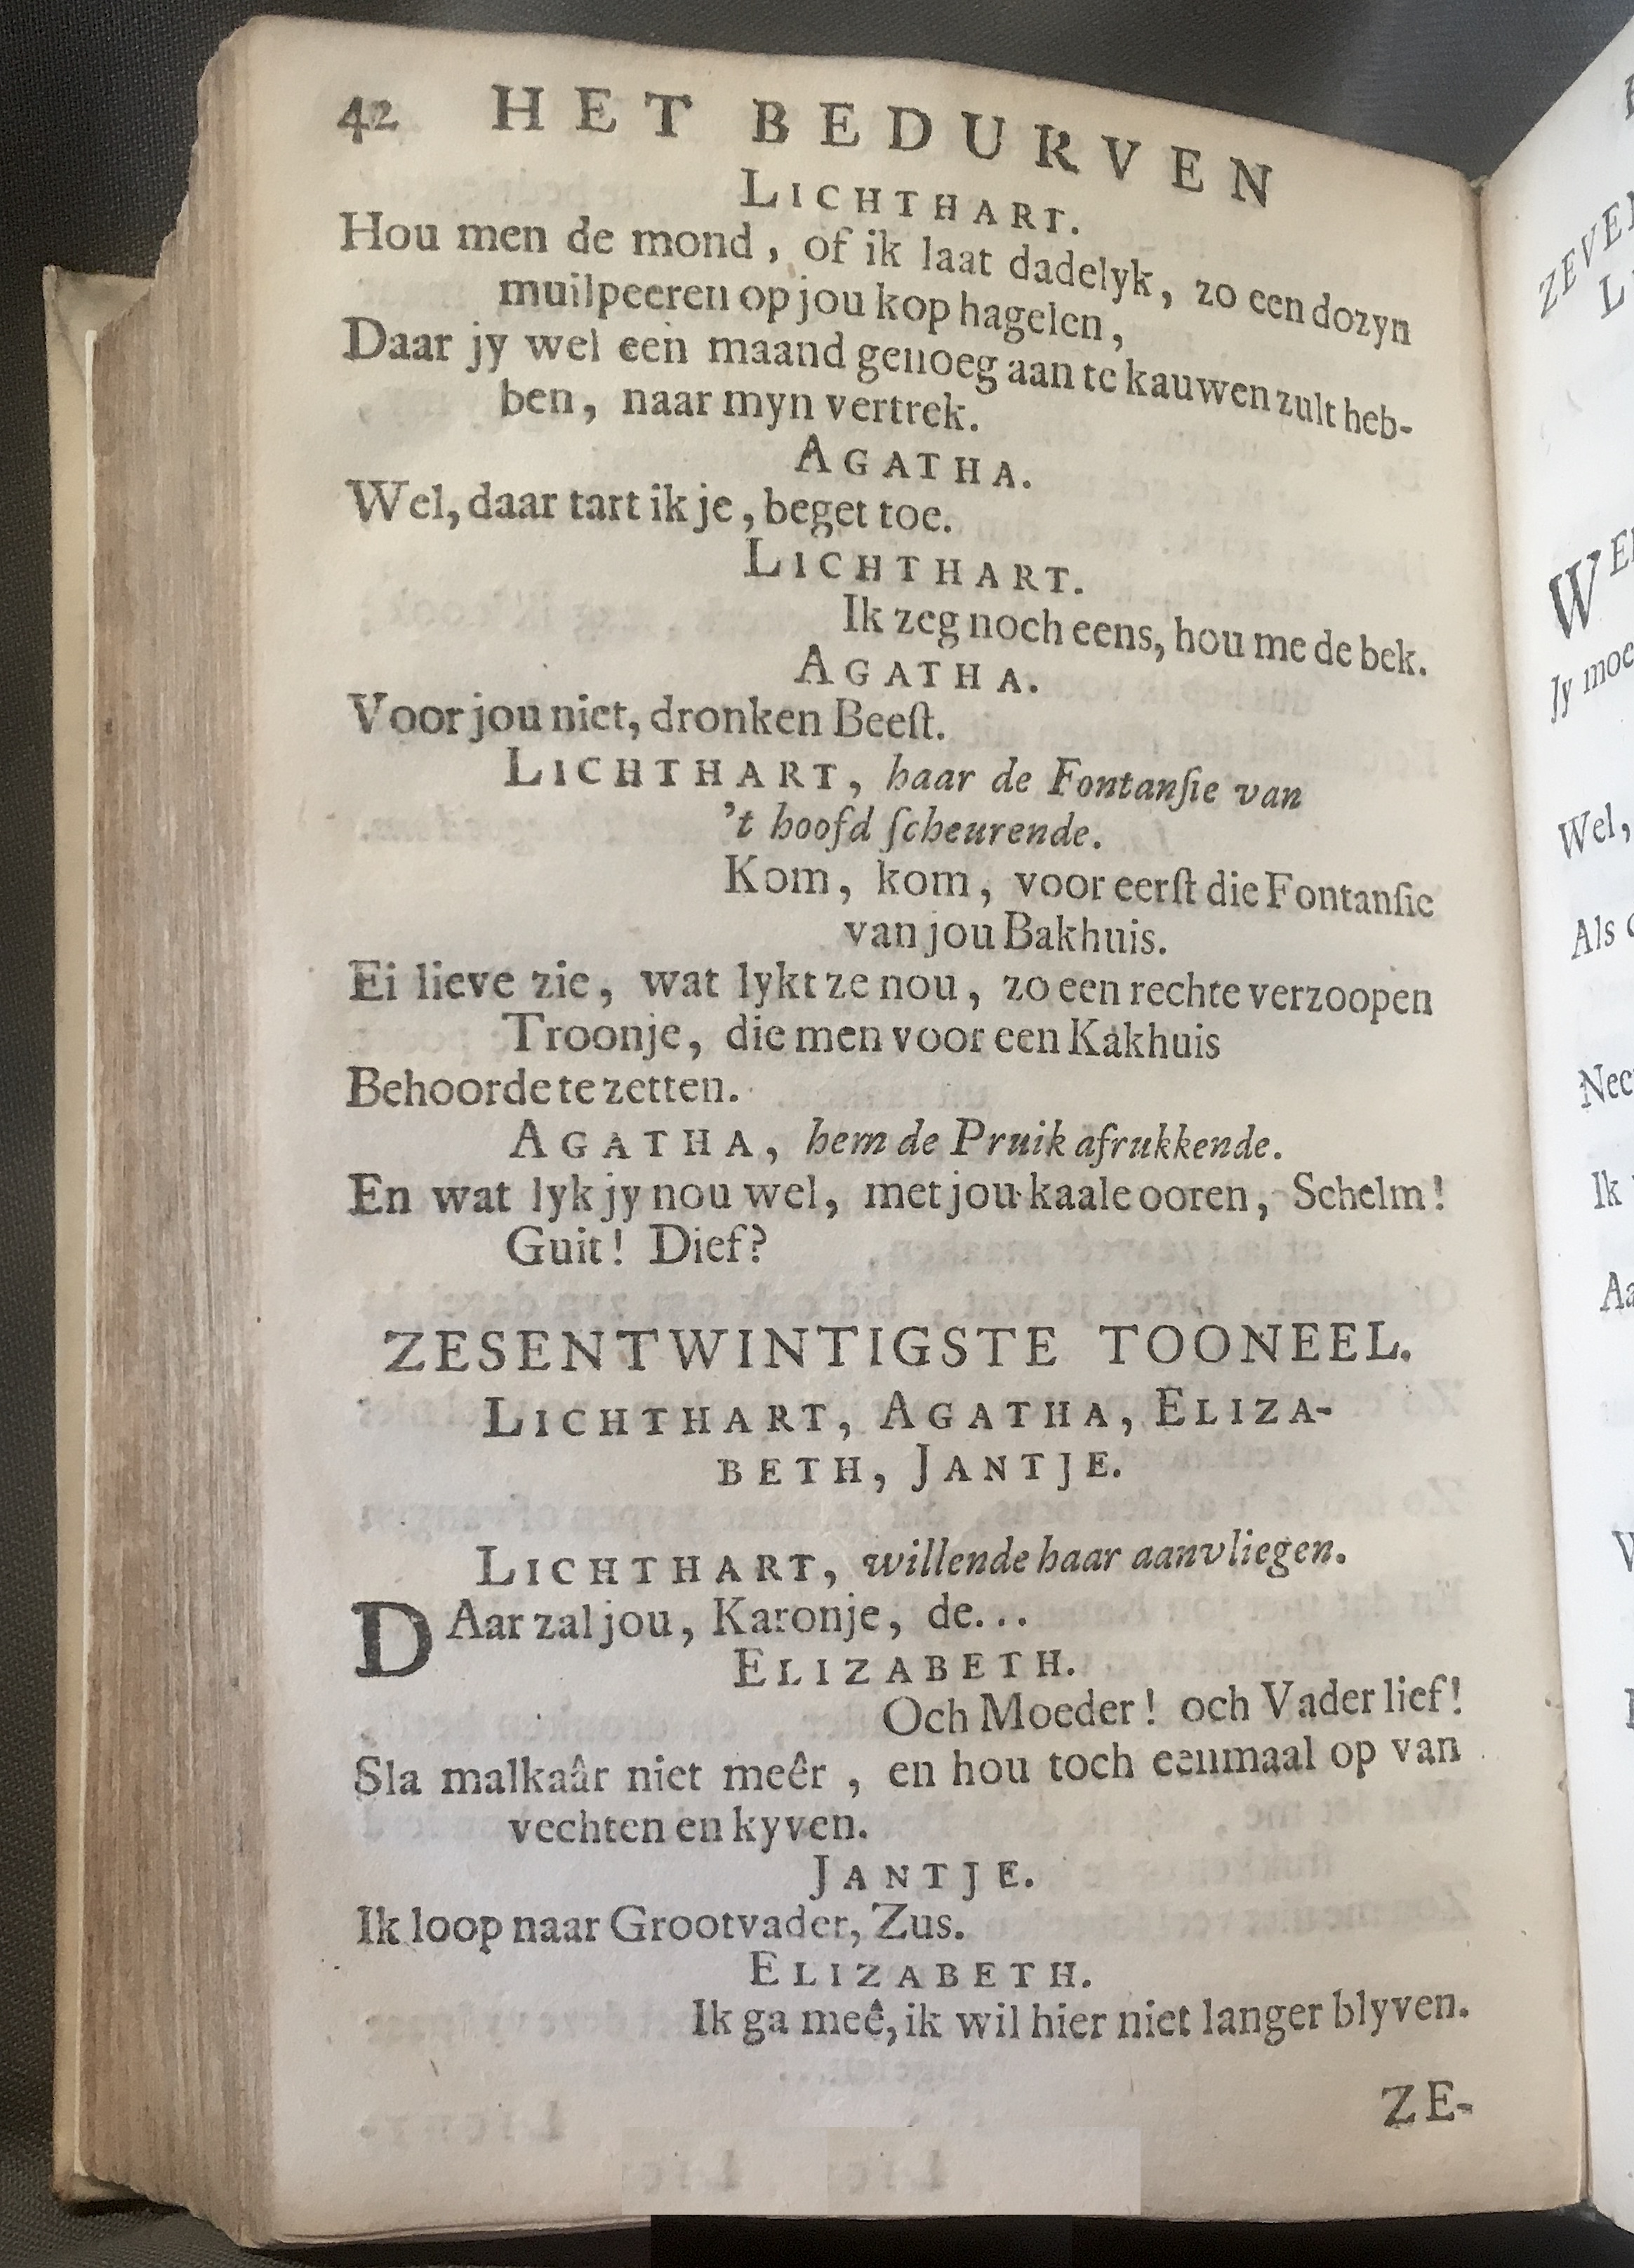 42 HET BEDURVEN
LICHTHART.
Hou men de mond, of ik laat dadelyk, zo een dozyn
muilpeeren op jou kop hagelen,
Daar jy wel een maand genoeg aan te kauwen zult heb-
ben, naar myn vertrek.
AGATHA.
Wel, daar tart ik je, beget toe.
LICHTHART.
Ik zeg noch eens, hou me de bek.
AGATHA.
Voor jou niet, dronken Beeſt.
LICHTHART, haar de Fontanſie van
't hoofd ſcheurende.
Kom, kom, voor eerſt die Fontanſie
van jou Bakhuis.
Ei lieve zie, wat lykt ze nou, zo een rechte verzoopen
Troonje, die men voor een Kakhuis
Behoorde te zetten.
AGATHA, hem de Pruik afrukkende.
En wat lyk jy nou wel, met jou kaale ooren, Schelm!
Guit! Dief?
ZESENTWINTIGSTE TOONEEL.
LICHTHART, AGATHA, ELIZA-
BETH, JANTJE.
LICHTHART, willende haar aanvliegen.
DAar zal jou, Karonje, de...
ELIZABETH.
Och Moeder! och Vader lief!
Sla malkaâr niet meêr, en hou toch eenmaal op van
vechten en kyven.
JANTJE.
Ik loop naar Grootvader, Zus.
ELIZABETH.
Ik ga meê, ik wil hier niet langer blyven.
ZE-
ZEVEN
Jy moe
Wel,
Als
Ik